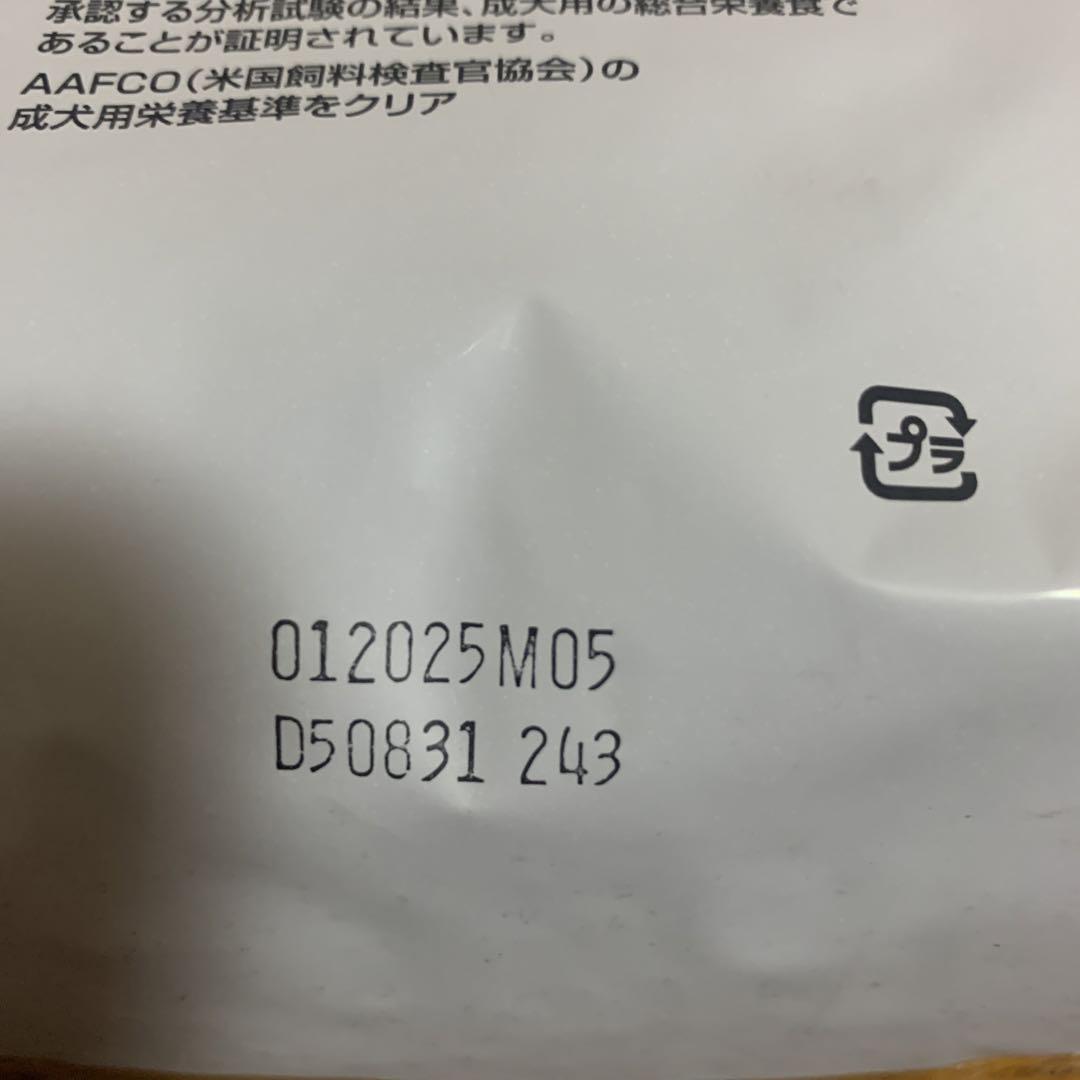 承認する分析試験の結果、成犬用の総合栄養食で
あることが証明されています。
AAFCO(米国飼料検査官協会)の
成犬用栄養基準をクリア
プラ
012025M05
D50831 243